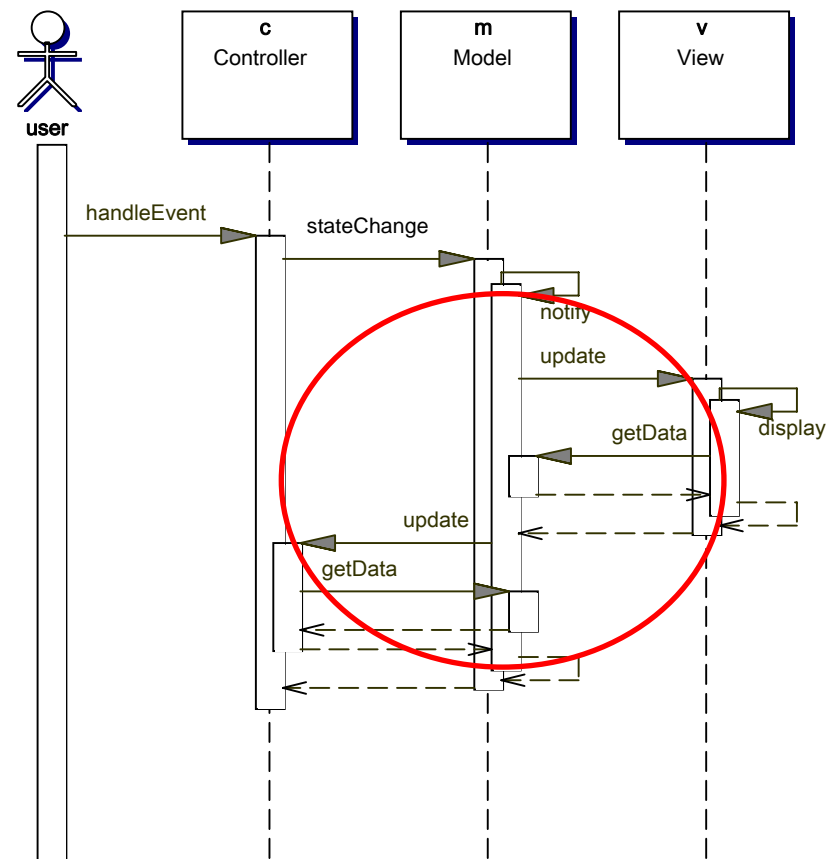 c
Controller
m
Model
v
View
user
handleEvent
stateChange
notify
update
display
getData
update
getData